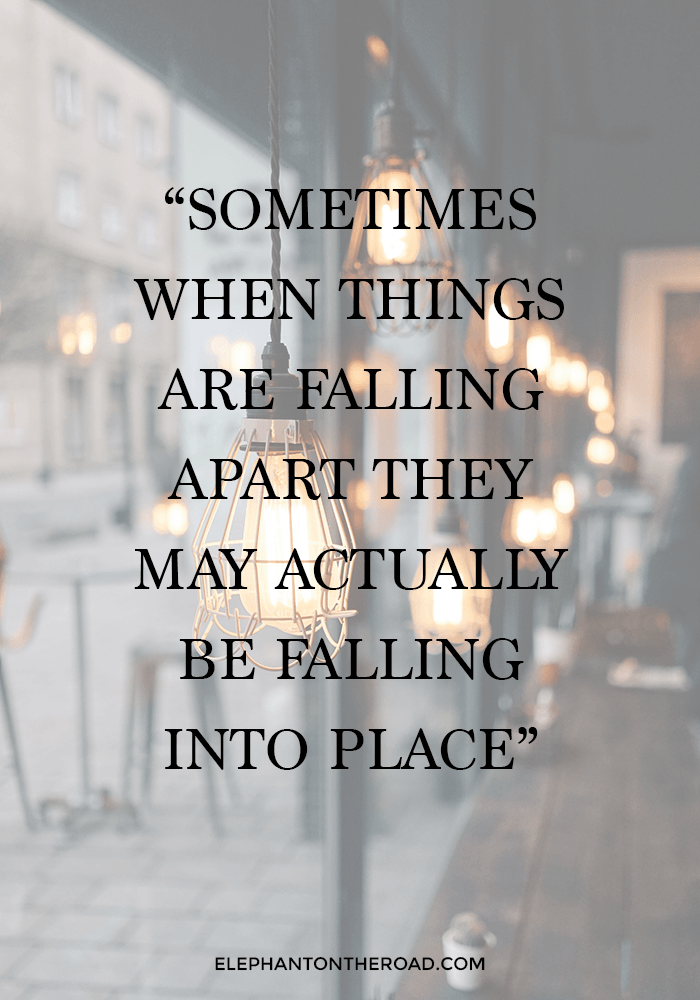 “SOMETIMES
WHEN THINGS
ARE FALLING
APART THEY
MAY ACTUALLY
BE FALLING
INTO PLACE”
ELEPHANTONTHEROAD.COM